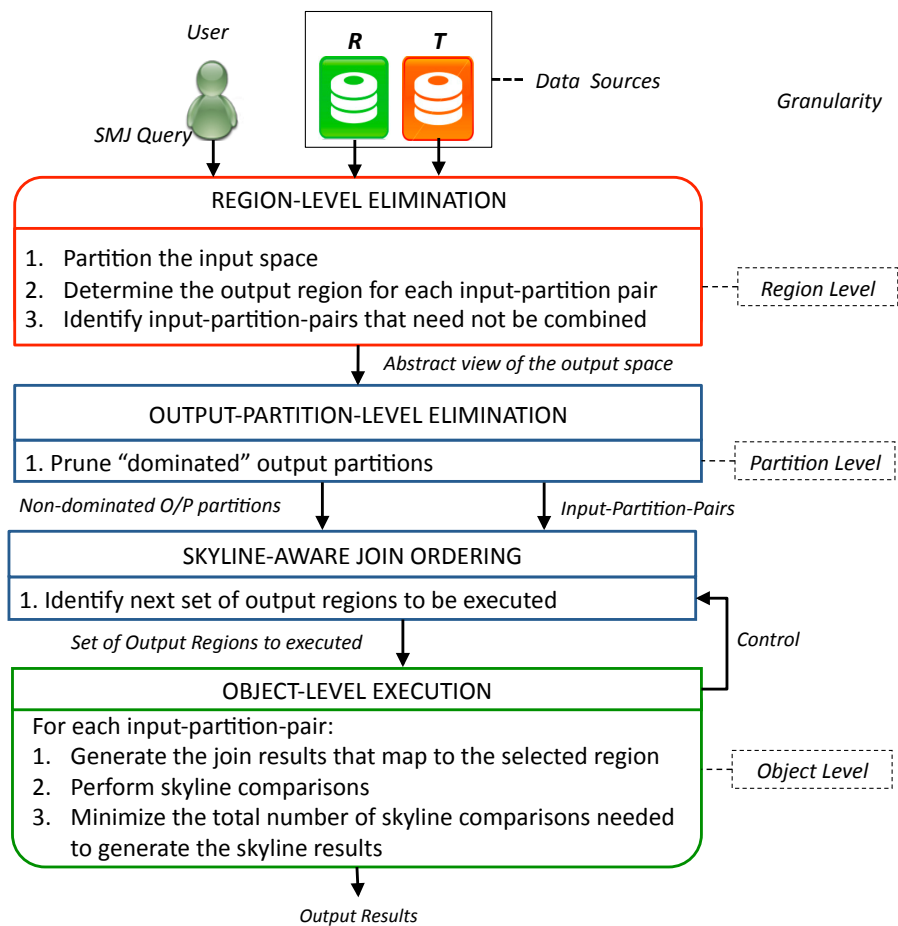 User
R
T
Data Sources
Granularity
SMJ Query
REGION-LEVEL ELIMINATION
1. Partition the input space
2. Determine the output region for each input-partition pair
3. Identify input-partition-pairs that need not be combined
Region Level
Abstract view of the output space
OUTPUT-PARTITION-LEVEL ELIMINATION
1. Prune “dominated” output partitions
Partition Level
Non-dominated O/P partitions
Input-Partition-Pairs
SKYLINE-AWARE JOIN ORDERING
1. Identify next set of output regions to be executed
Set of Output Regions to executed
Control
OBJECT-LEVEL EXECUTION
For each input-partition-pair:
1. Generate the join results that map to the selected region
2. Perform skyline comparisons
3. Minimize the total number of skyline comparisons needed
to generate the skyline results
Object Level
Output Results